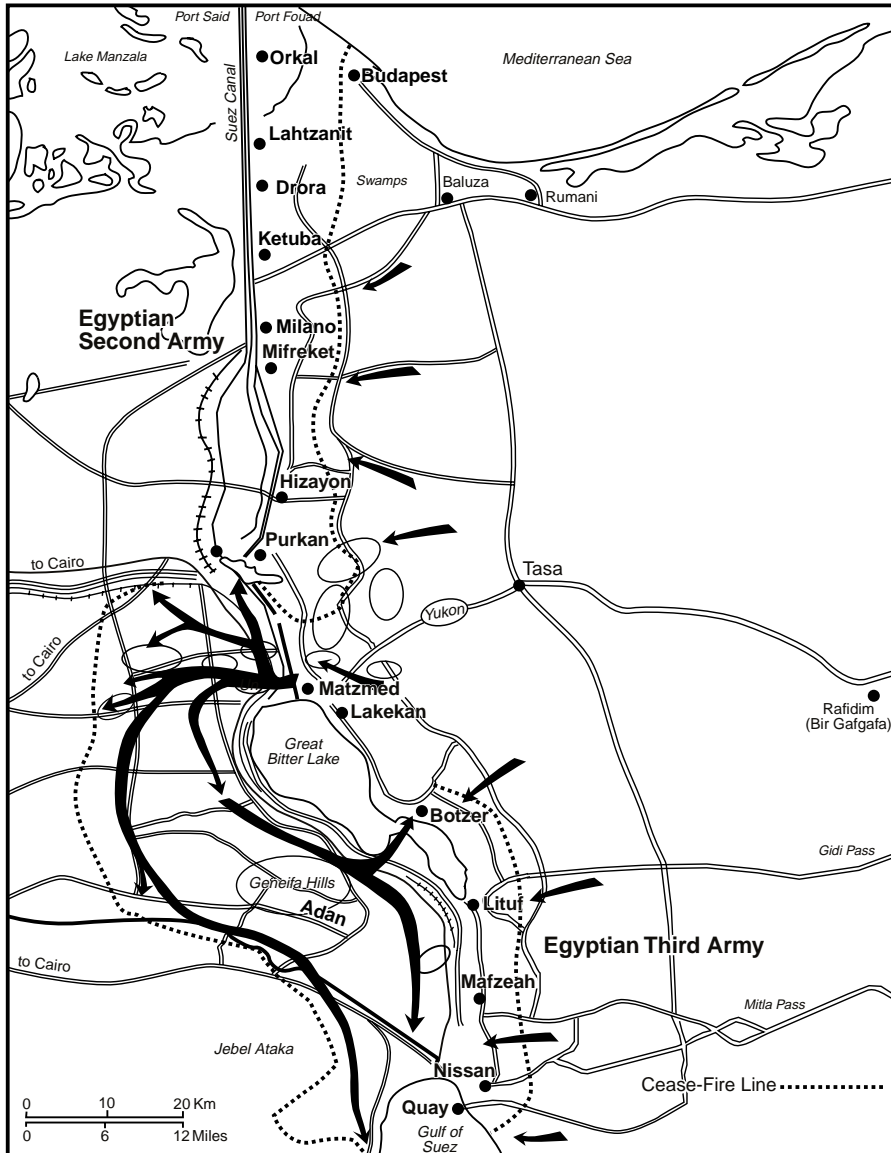 Port Said
Port Fouad
Lake Manzala
Orkal
Mediterranean Sea
Budapest
Suez Canal
Lahtzanit
Swamps
Drora
Baluza
Rumani
Ketuba
Egyptian
Second Army
Milano
Mifreket
Hizayon
Purkan
to Cairo
Tasa
Yukon
to Cairo
Matzmed
Lakekan
Rafidim
(Bir Gafgafa)
Great
Bitter Lake
Botzer
Gidi Pass
Geneifa Hills
Adan
Lituf
Egyptian Third Army
to Cairo
Mafzeah
Mitla Pass
Jebel Ataka
Nissan
Cease-Fire Line
0 10 20 Km
0 6 12 Miles
Quay
Gulf of
Suez